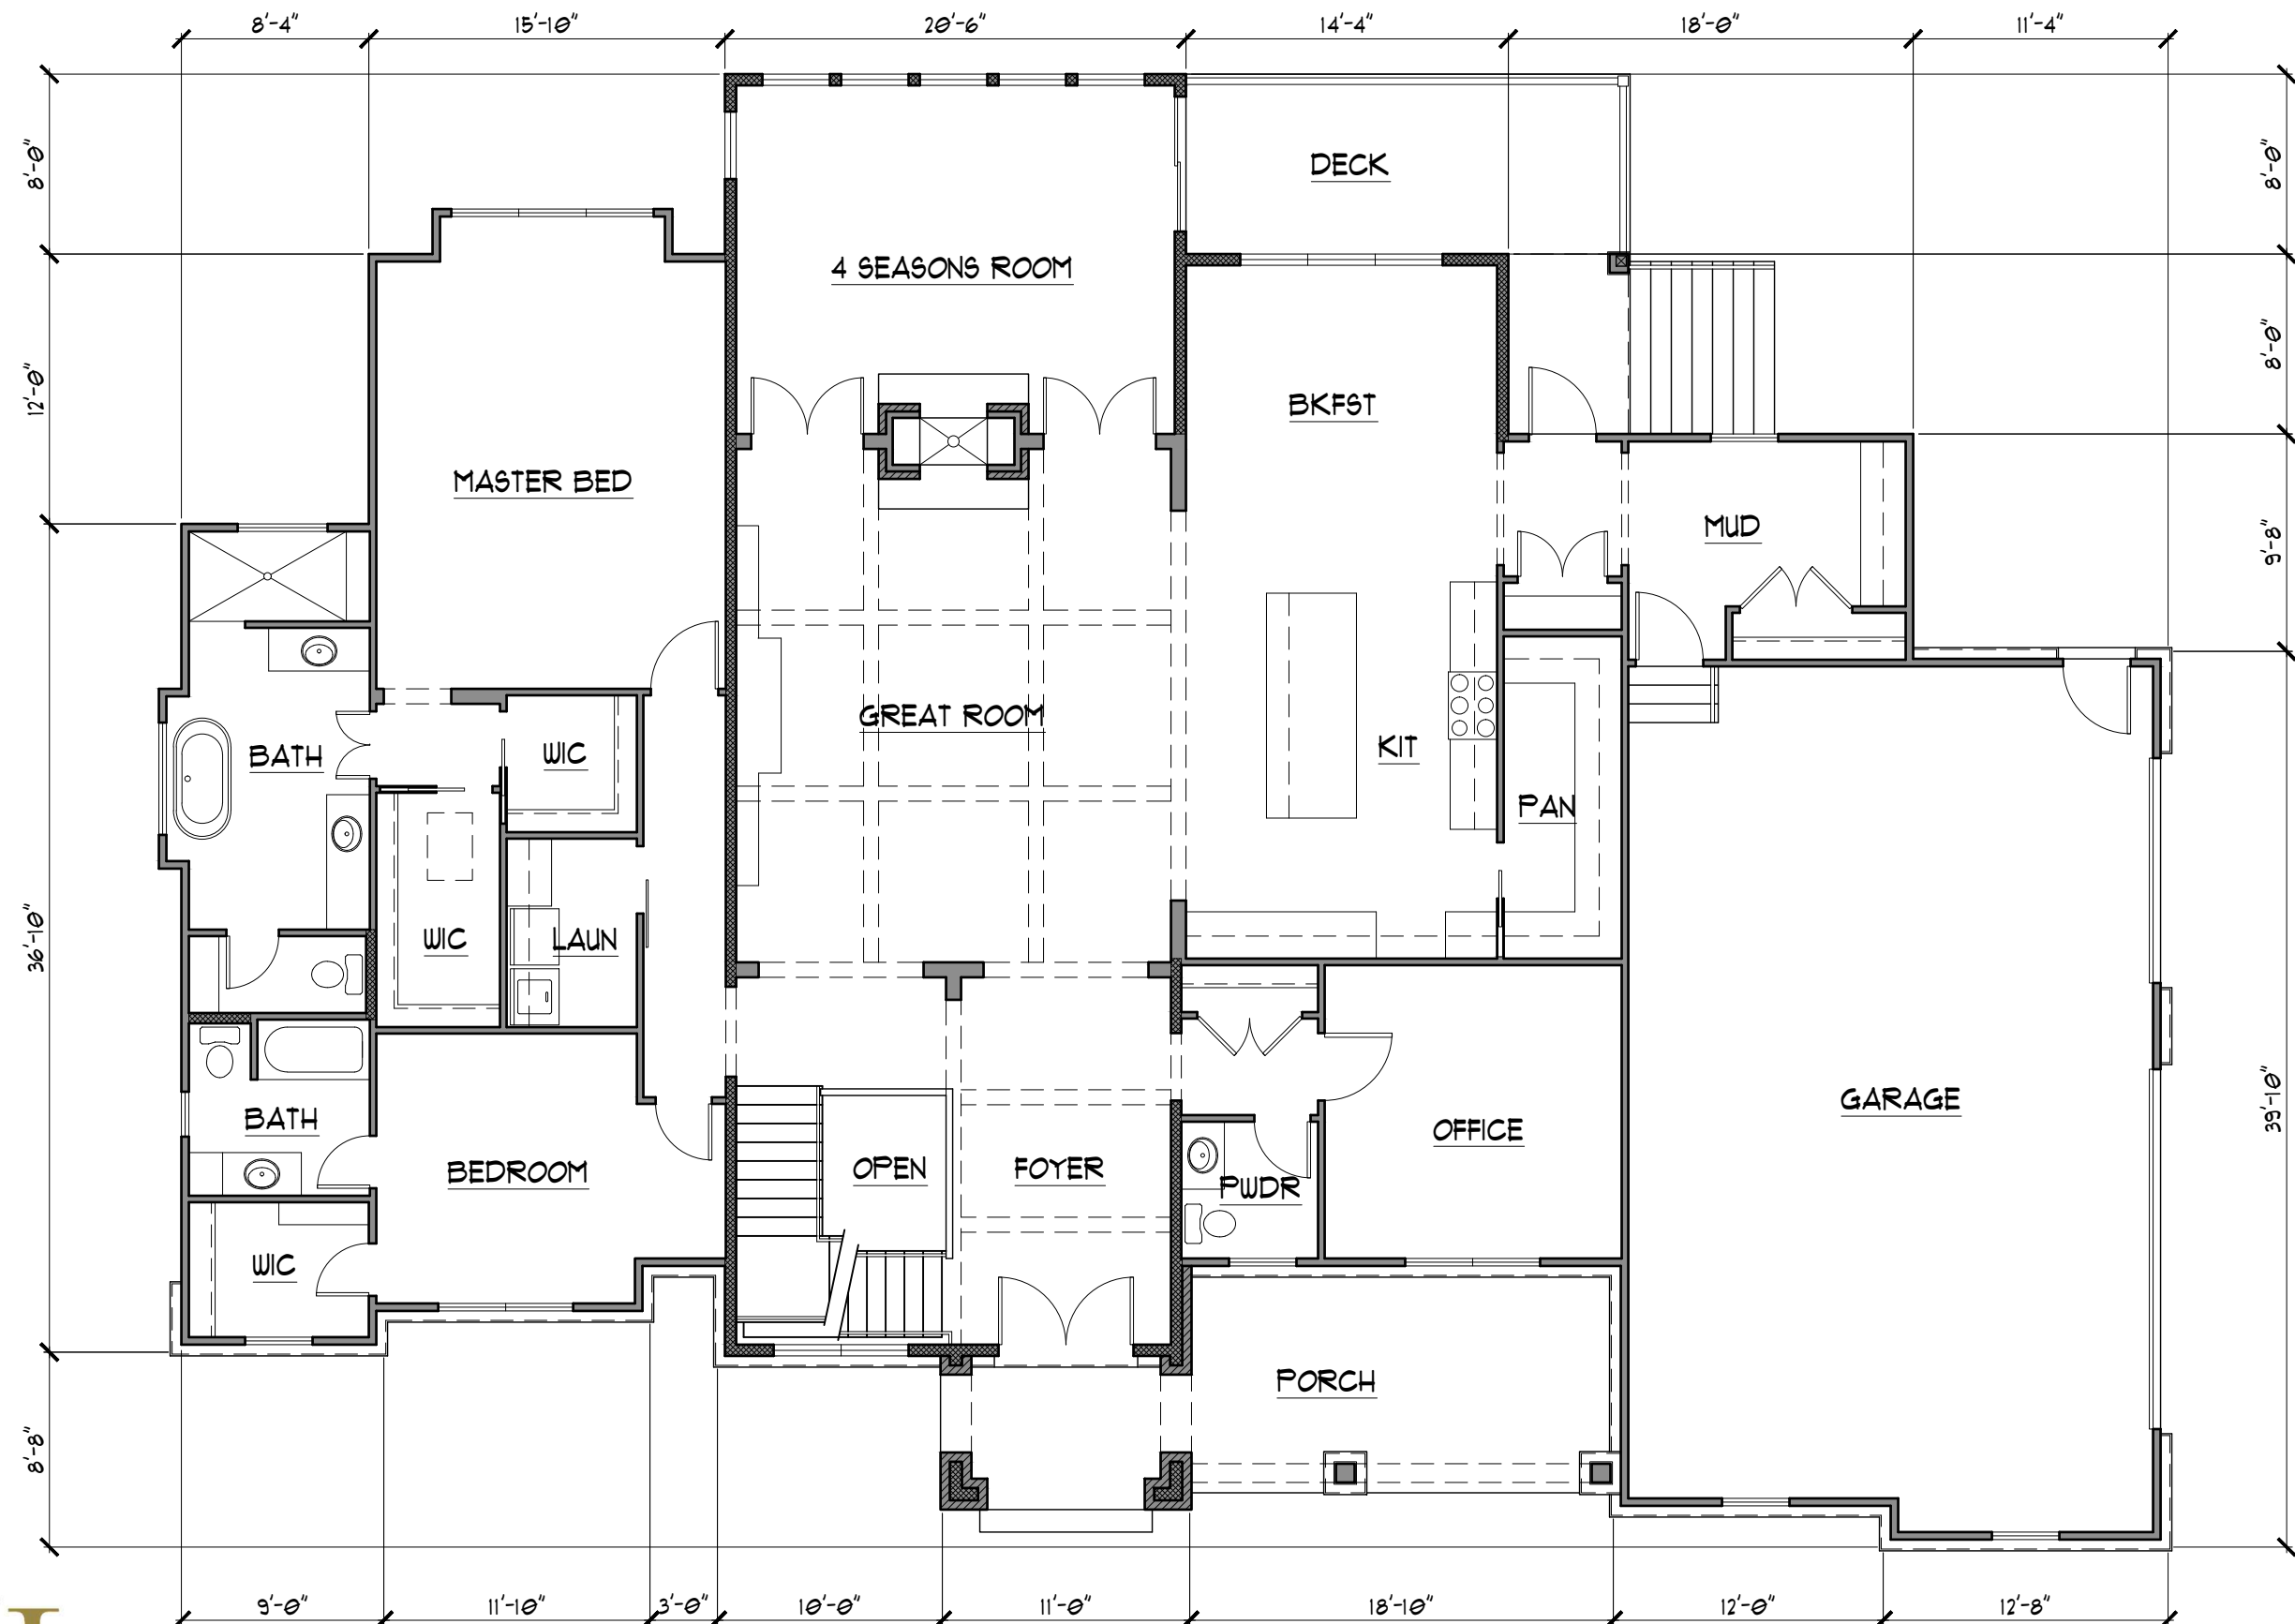 8'-4" 15'-10" 20'-6" 14'-4" 18'-0" 11'-4"
8'-0"
DECK
8'-0"
4 SEASONS ROOM
8'-0"
12'-0"
BKFST
MASTER BED
MUD
9'-8"
GREAT ROOM
BATH
WIC
KIT
PAN
WIC
LAUN
36'-10"
GARAGE
39'-10"
BATH
OFFICE
BEDROOM
OPEN
FOYER
PWDR
WIC
PORCH
8'-8"
9'-0" 11'-10" 3'-0" 10'-0" 11'-0" 18'-10" 12'-0" 12'-8"